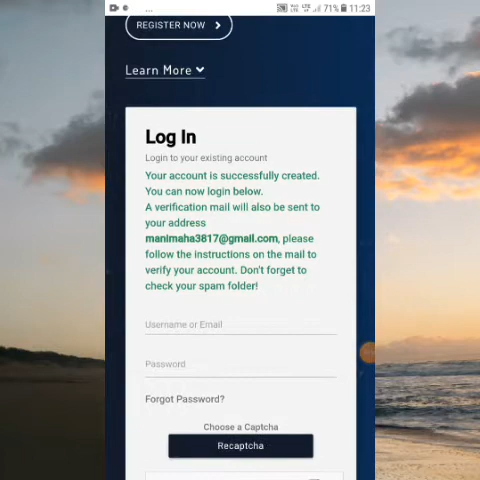 ... 71% 11:23
REGISTER NOW
Learn More
Log In
Login to your existing account
Your account is successfully created.
You can now login below.
A verification mail will also be sent to
your address
manimaha3817@gmail.com, please
follow the instructions on the mail to
verify your account. Don't forget to
check your spam folder!
Username or Email
Password
Forgot Password?
Choose a Captcha
Recaptcha